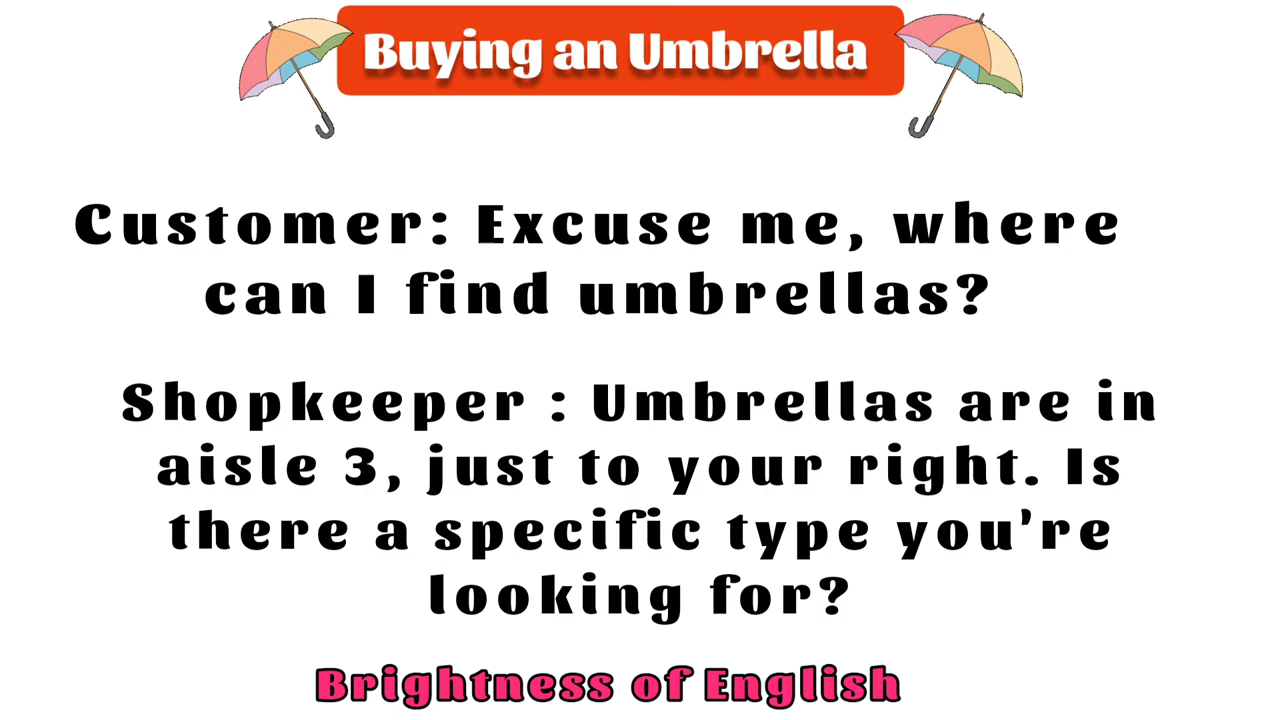 Buying an Umbrella
Customer: Excuse me, where
can I find umbrellas?
Shopkeeper : Umbrellas are in
aisle 3, just to your right. Is
there a specific type you're
looking for?
Brightness of English